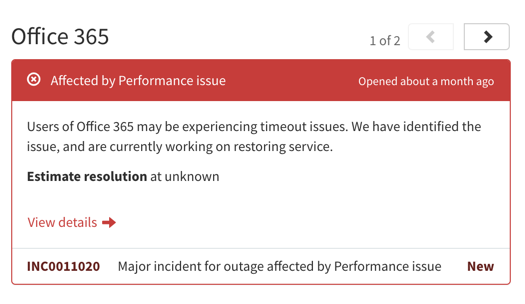 Office 365
1 of 2
Affected by Performance issue
Opened about a month ago
Users of Office 365 may be experiencing timeout issues. We have identified the
issue, and are currently working on restoring service.
Estimate resolution at unknown
View details
INC0011020 Major incident for outage affected by Performance issue New